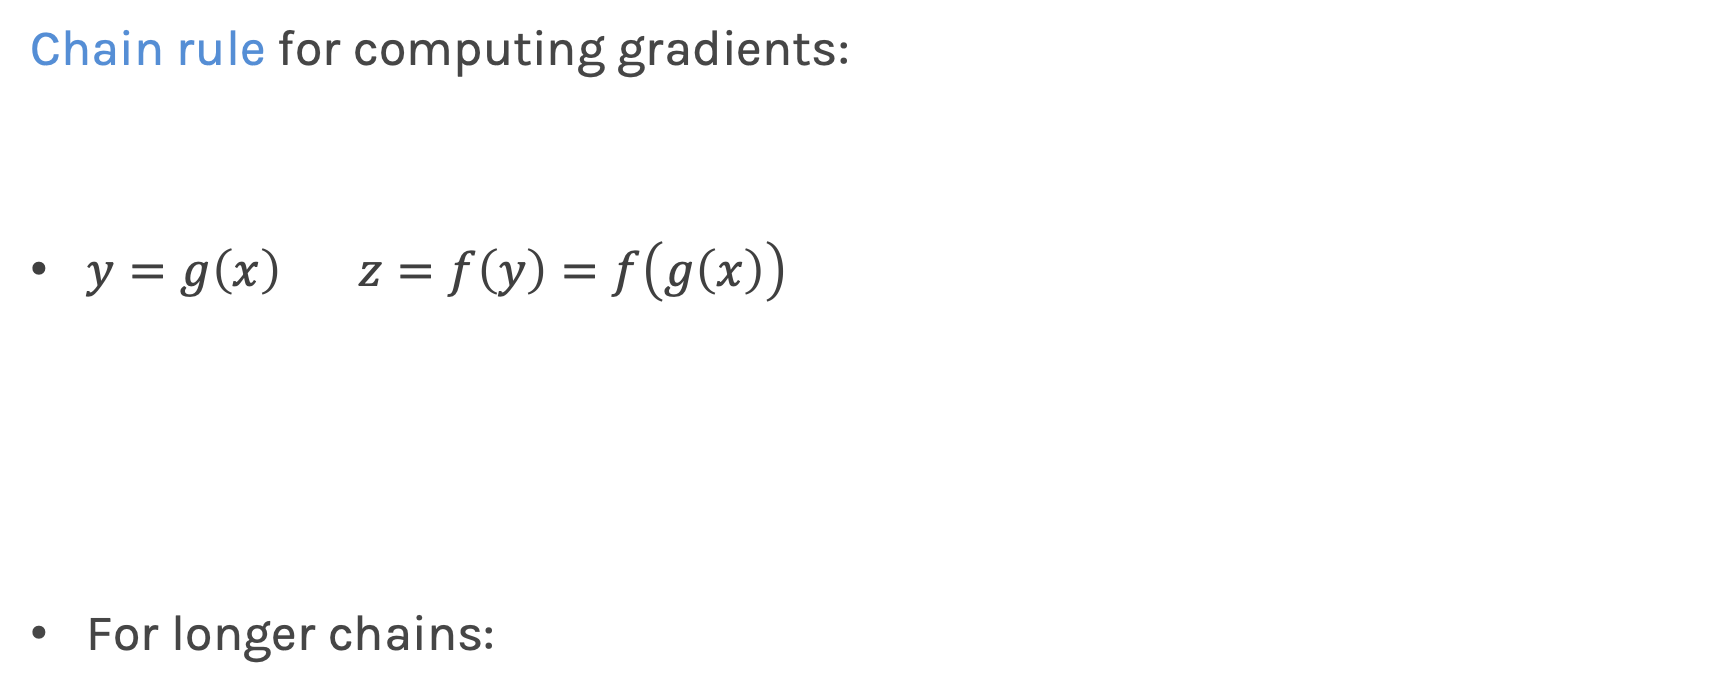 Chain rule for computing gradients:
• y = g(x)   z = f(y) = f(g(x))
• For longer chains: